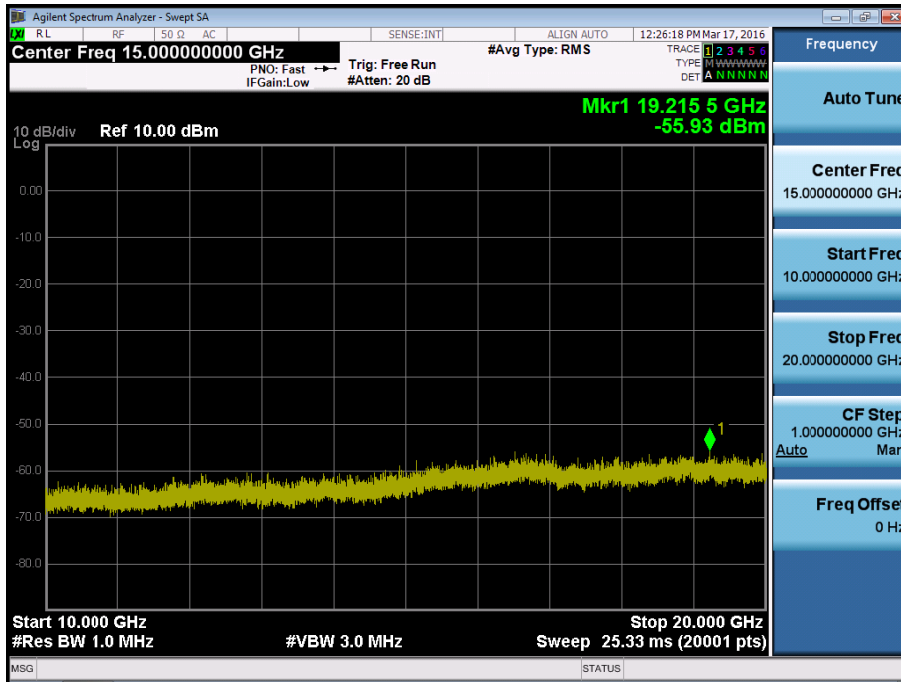 Agilent Spectrum Analyzer - Swept SA
LXI RL RF 50 Ω AC SENSE:INT ALIGN AUTO 12:26:18 PM Mar 17, 2016
Center Freq 15.000000000 GHz #Avg Type: RMS TRACE 1 2 3 4 5 6
PNO: Fast Trig: Free Run TYPE M WWWWW
IFGain:Low #Atten: 20 dB DET A N N N N N
Frequency
Auto Tune
Mkr1 19.215 5 GHz
-55.93 dBm
10 dB/div Ref 10.00 dBm
Log
0.00
-10.0
-20.0
-30.0
-40.0
-50.0
-60.0
-70.0
-80.0
1
Center Freq
15.000000000 GHz
Start Freq
10.000000000 GHz
Stop Freq
20.000000000 GHz
CF Step
1.000000000 GHz
Auto Man
Freq Offset
0 Hz
Start 10.000 GHz Stop 20.000 GHz
#Res BW 1.0 MHz #VBW 3.0 MHz Sweep 25.33 ms (20001 pts)
MSG STATUS